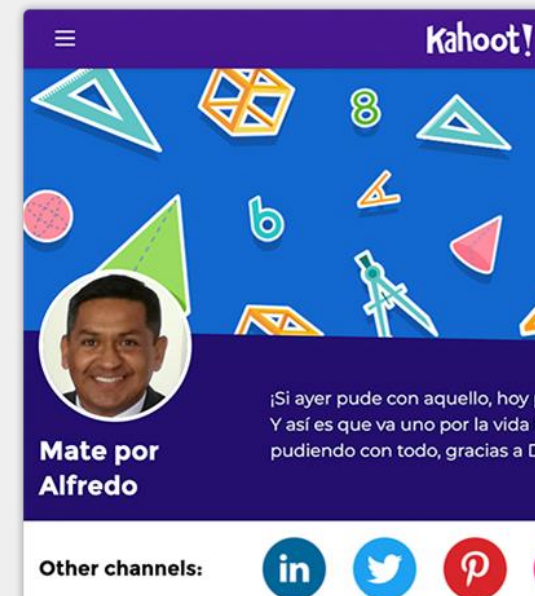 Kahoot!
8
A
b
¡Si ayer pude con aquello, hoy
Y así es que va uno por la vida
pudiendo con todo, gracias a
Mate por
Alfredo
Other channels:
in